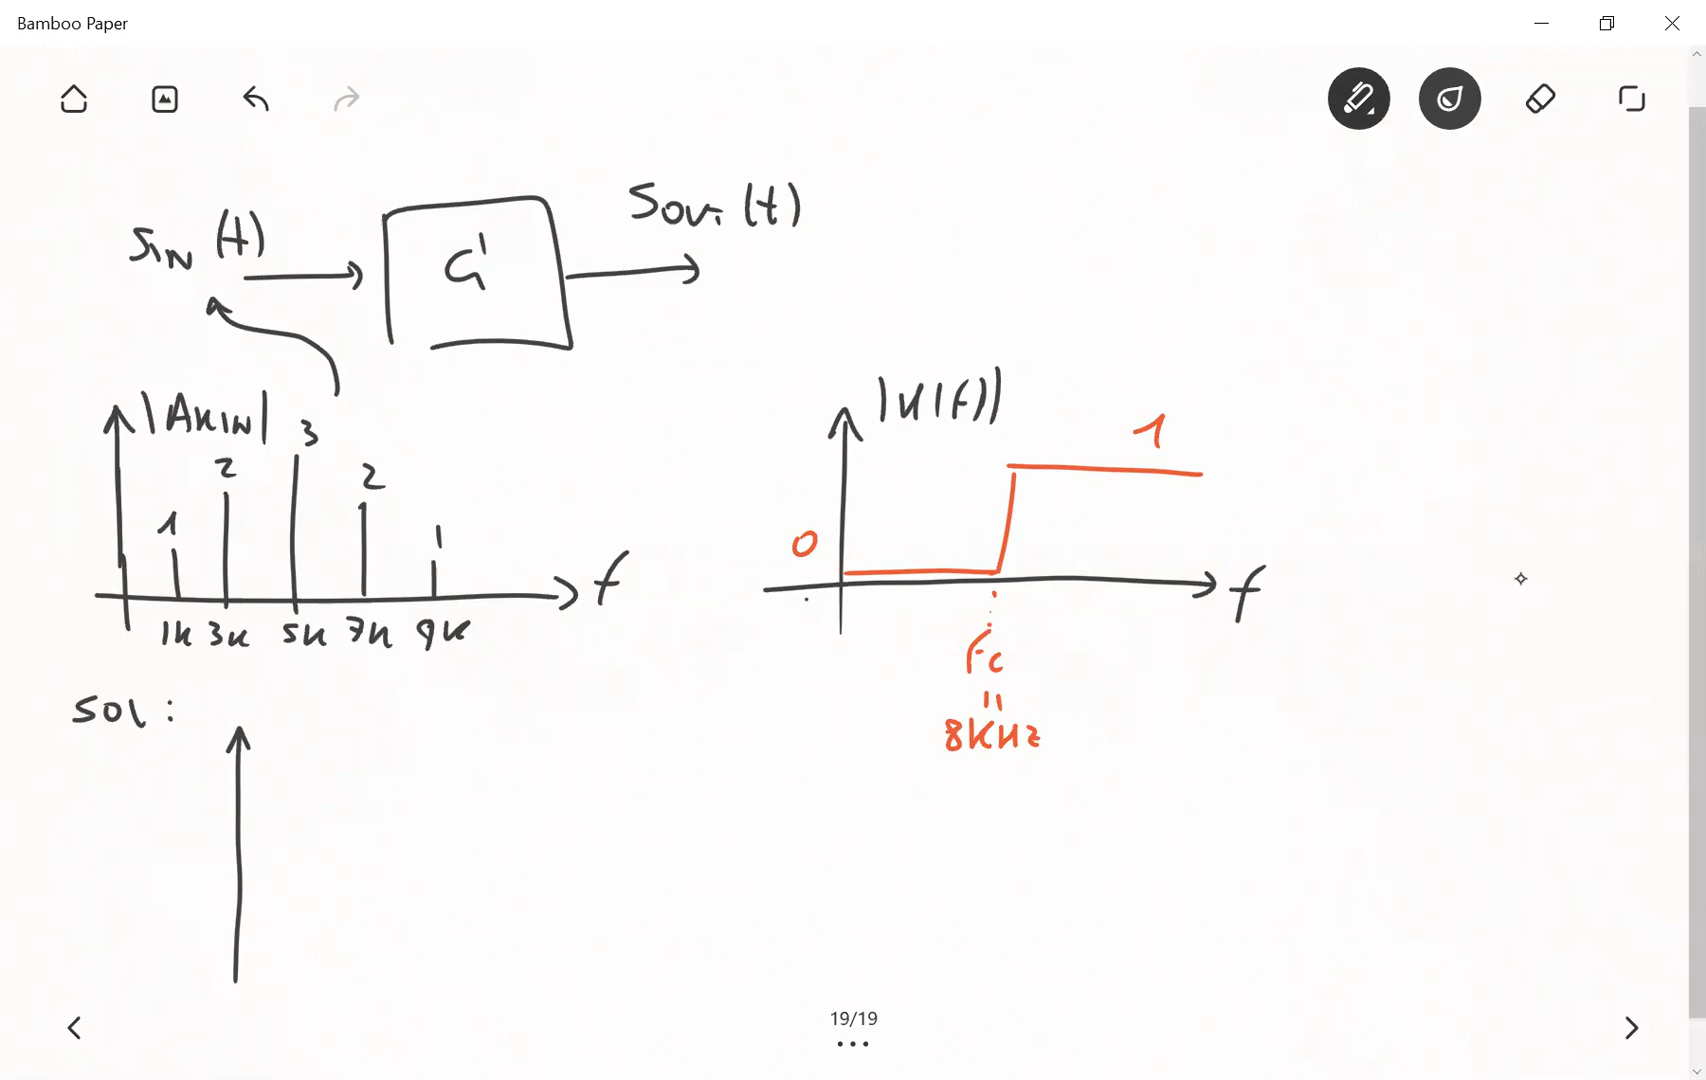 Bamboo Paper
SOUT (t)
SIN (t)
G'
|H(f)|
|AKIN|
1
3
2
2
1
1
0
f
f
1K 3K 5K 7K 9K
Fc
SOL :
=
8KHz
19/19